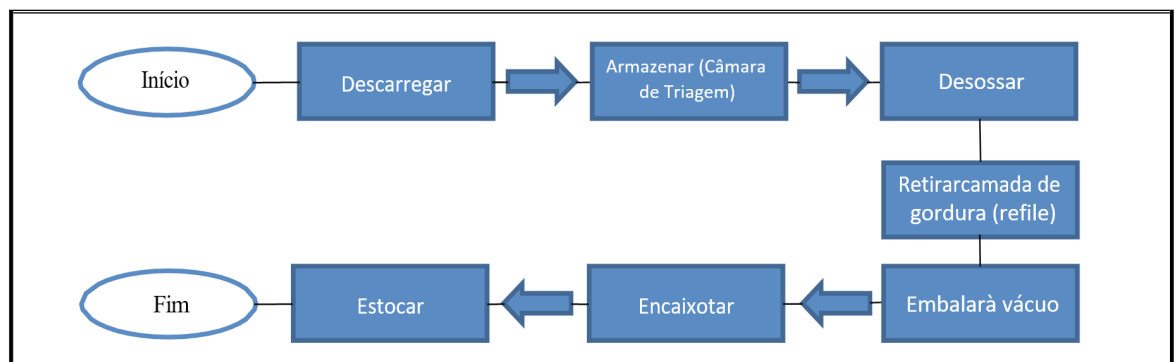 Início
Descarregar
Armazenar (Câmara
de Triagem)
Desossar
Retirarcamada de
gordura (refile)
Embalarà vácuo
Encaixotar
Estocar
Fim